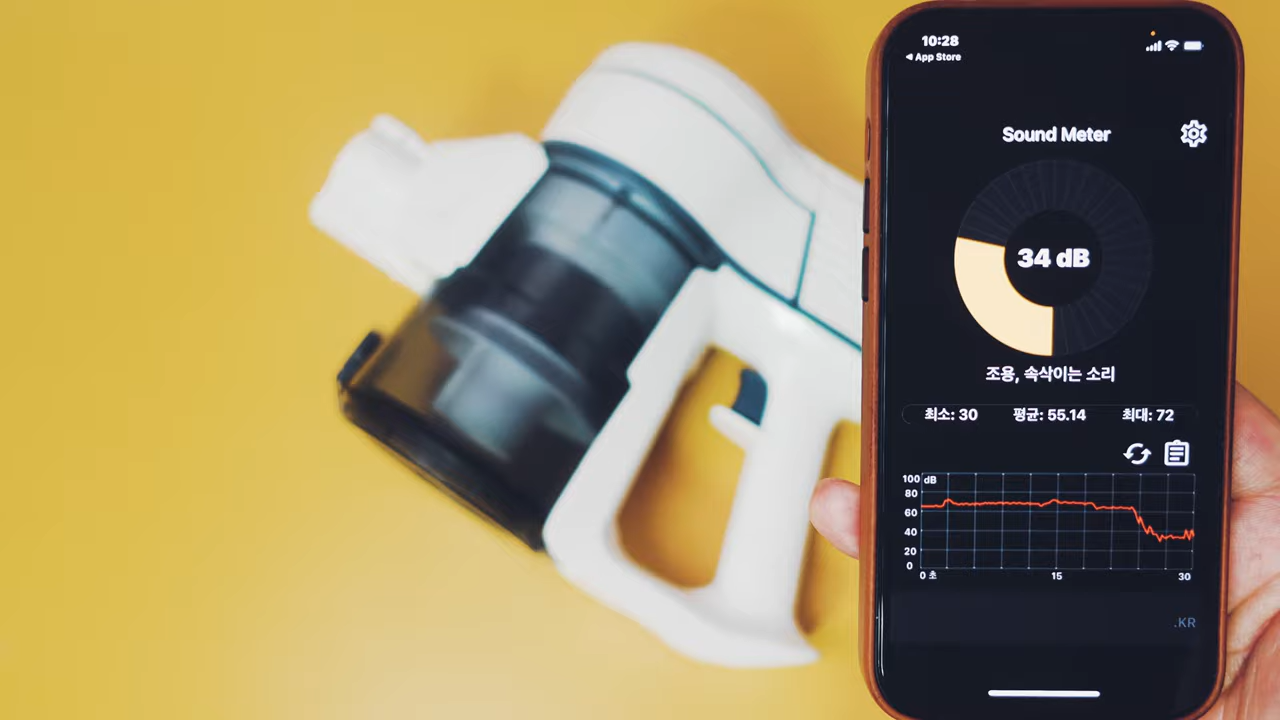 10:28
◀ App Store
Sound Meter
34 dB
조용, 속삭이는 소리
최소: 30 평균: 55.14 최대: 72
100 dB
80
60
40
20
0
0 초 15 30
.KR